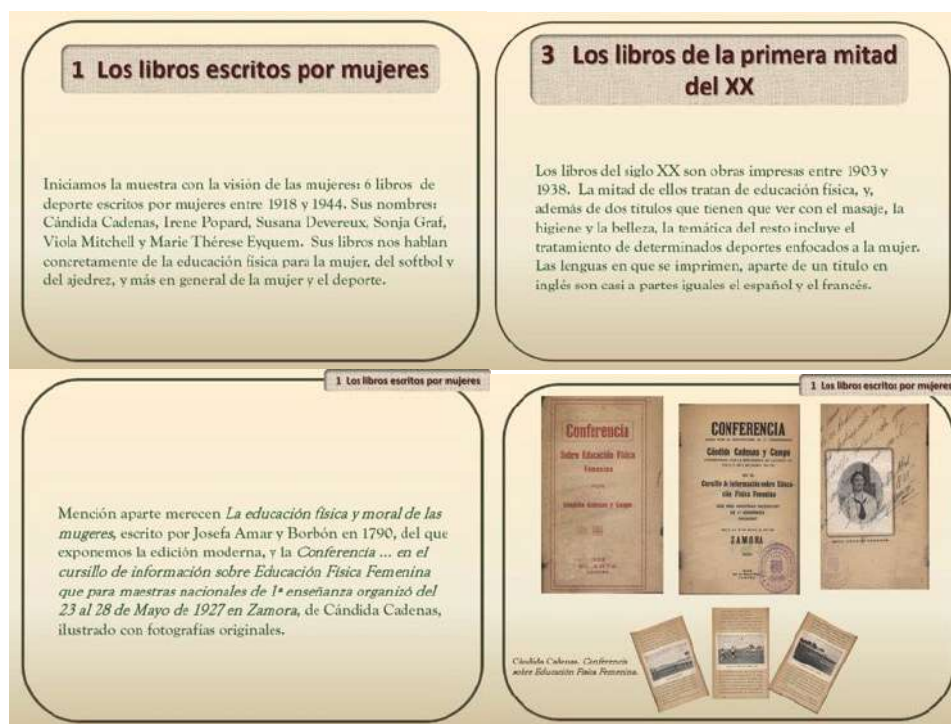 1 Los libros escritos por mujeres
Iniciamos la muestra con la visión de las mujeres: 6 libros de
deporte escritos por mujeres entre 1918 y 1944. Sus nombres:
Cándida Cadenas, Irene Popard, Susana Devereux, Sonja Graf,
Viola Mitchell y Marie Thérese Eyquem. Sus libros nos hablan
concretamente de la educación física para la mujer, del softbol y
del ajedrez, y más en general de la mujer y el deporte.
3 Los libros de la primera mitad
del XX
Los libros del siglo XX son obras impresas entre 1903 y
1938. La mitad de ellos tratan de educación física, y,
además de dos títulos que tienen que ver con el masaje, la
higiene y la belleza, la temática del resto incluye el
tratamiento de determinados deportes enfocados a la mujer.
Las lenguas en que se imprimen, aparte de un título en
inglés son casi a partes iguales el español y el francés.
1 Los libros escritos por mujeres
Mención aparte merecen La educación física y moral de las
mugeres, escrito por Josefa Amar y Borbón en 1790, del que
exponemos la edición moderna, y la Conferencia ... en el
cursillo de información sobre Educación Física Femenina
que para maestras nacionales de 1ª enseñanza organizó del
23 al 28 de Mayo de 1927 en Zamora, de Cándida Cadenas,
ilustrado con fotografías originales.
1 Los libros escritos por mujeres
Conferencia
Sobre Educación Física
Femenina
Cándida Cadenas y Campo
CONFERENCIA
Cándida Cadenas y Campo
Cursillo de información sobre Educa-
ción Física Femenina
ZAMORA
Cándida Cadenas. Conferencia
sobre Educación Física Femenina.